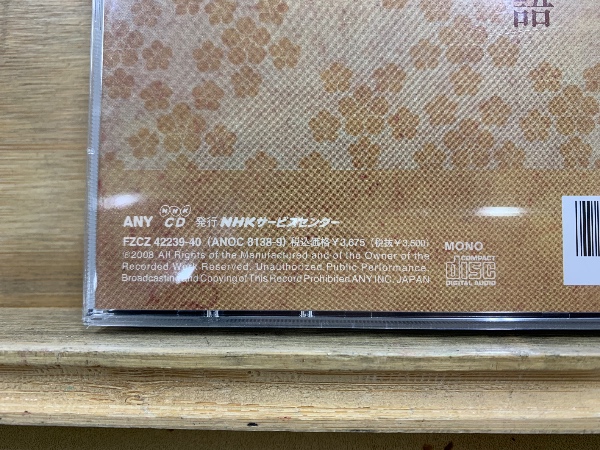 語
ANY NHK CD 発行 NHKサービスセンター
FZCZ 42239-40 (ANOC 6138-9) 税込価格¥3,675 (税抜¥3,500)
℗2008 All Rights of the Manufactured and of the Owner of the
Recorded Work Reserved. Unauthorized Public Performance.
Broadcasting and Copying of This Record Prohibited ANY INC. JAPAN
MONO
COMPACT
disc
DIGITAL AUDIO